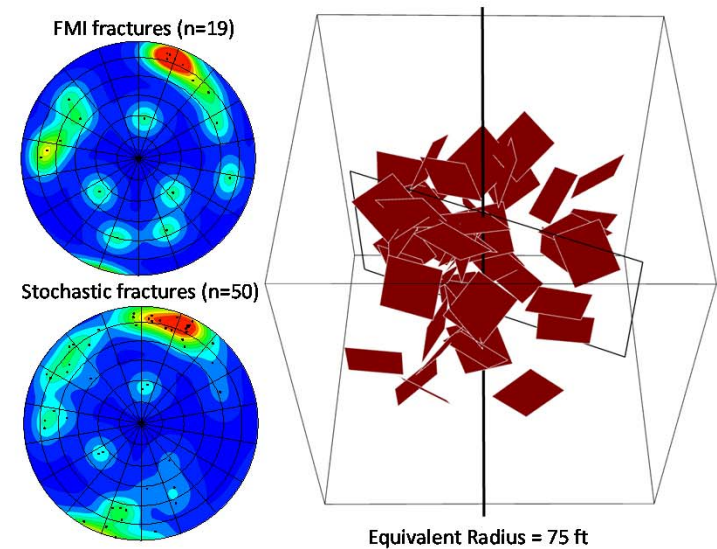 FMI fractures (n=19)
Stochastic fractures (n=50)
Equivalent Radius = 75 ft